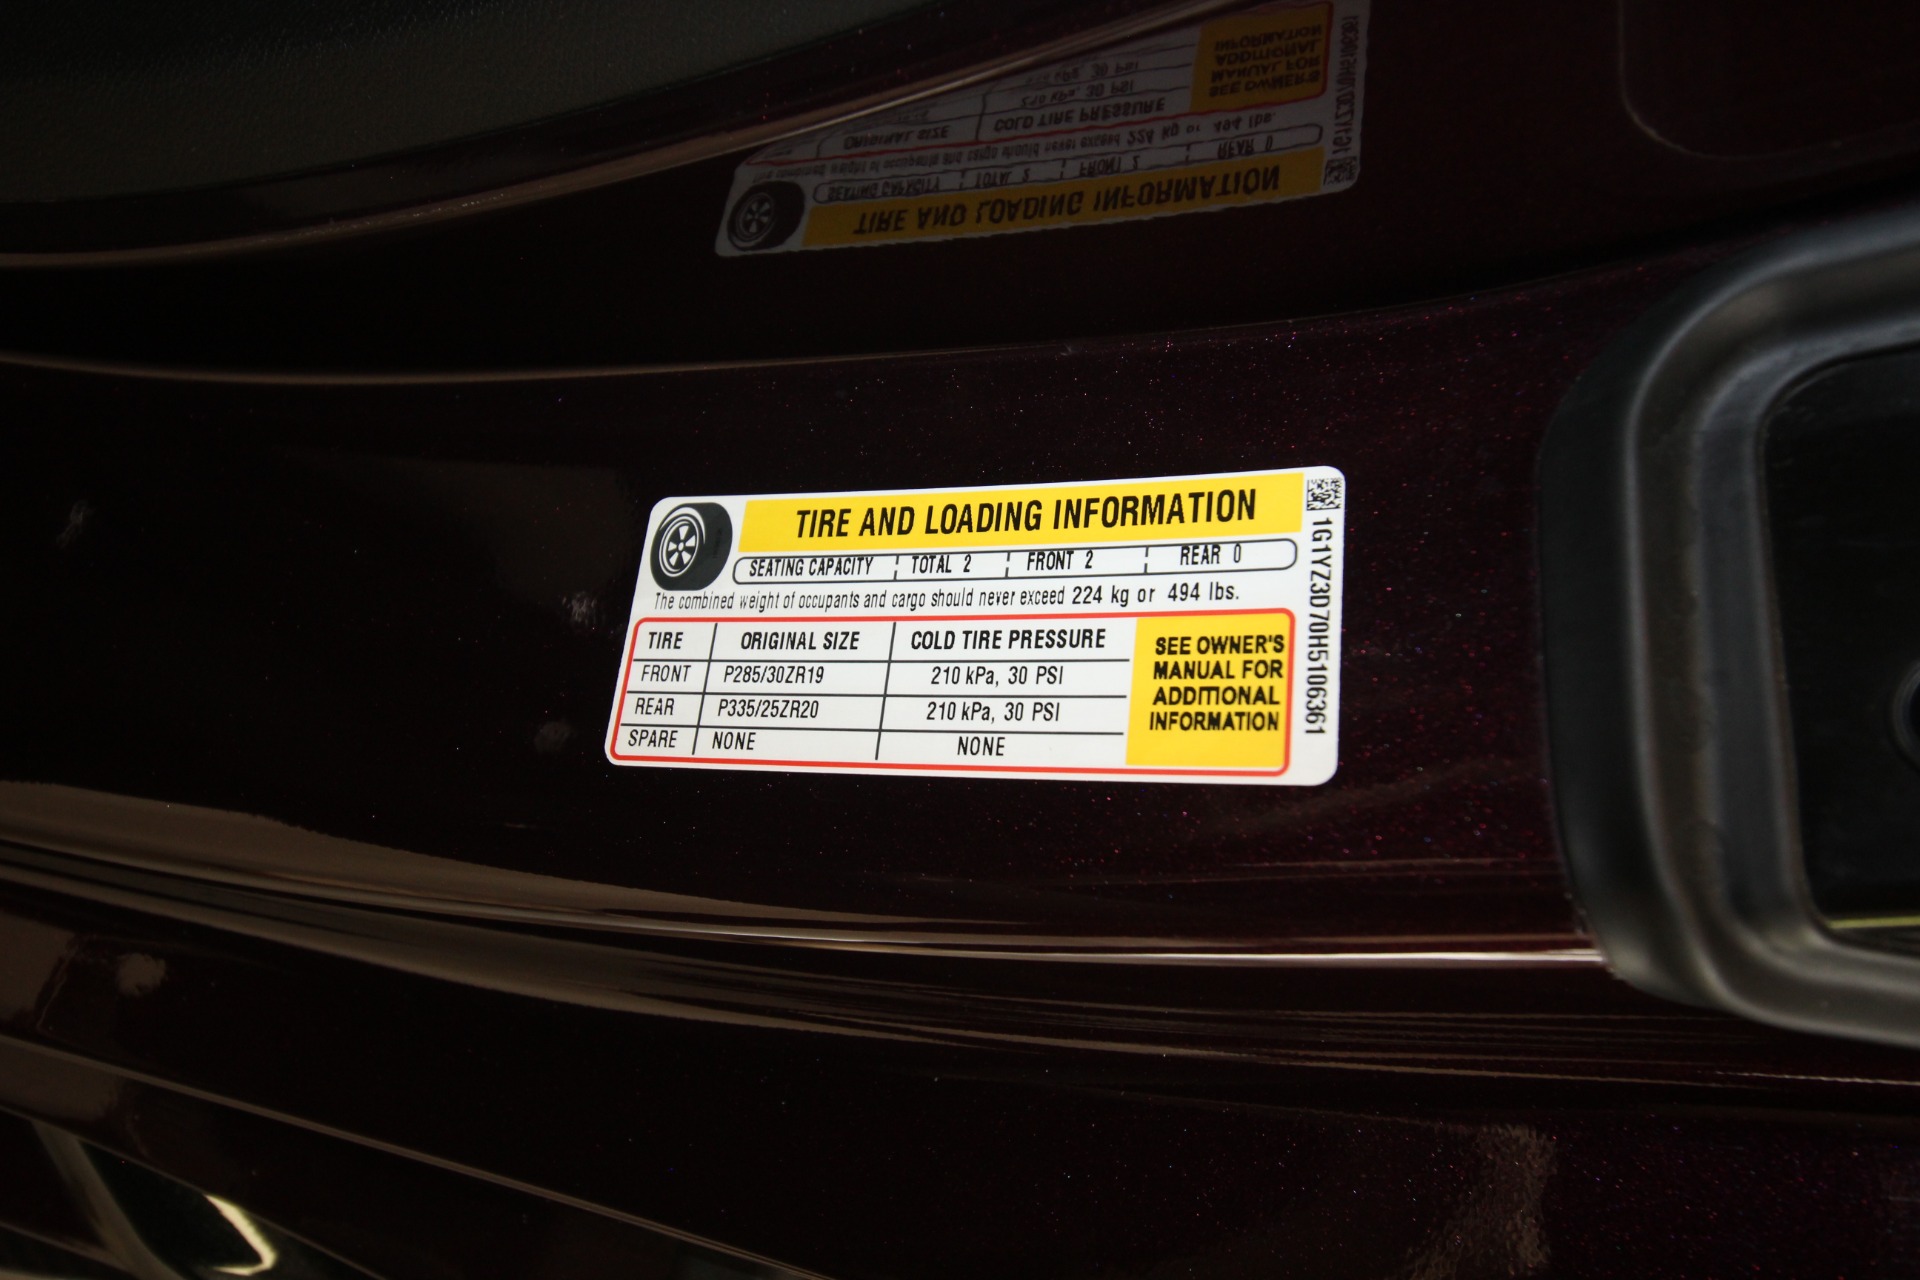 TIRE AND LOADING INFORMATION
SEATING CAPACITY TOTAL 2 FRONT 2 REAR 0
The combined weight of occupants and cargo should never exceed 224 kg or 494 lbs.
TIRE ORIGINAL SIZE COLD TIRE PRESSURE
FRONT P285/30ZR19 210 kPa, 30 PSI
REAR P335/25ZR20 210 kPa, 30 PSI
SPARE NONE NONE
SEE OWNER'S
MANUAL FOR
ADDITIONAL
INFORMATION
1G1YZ3D70H5106361